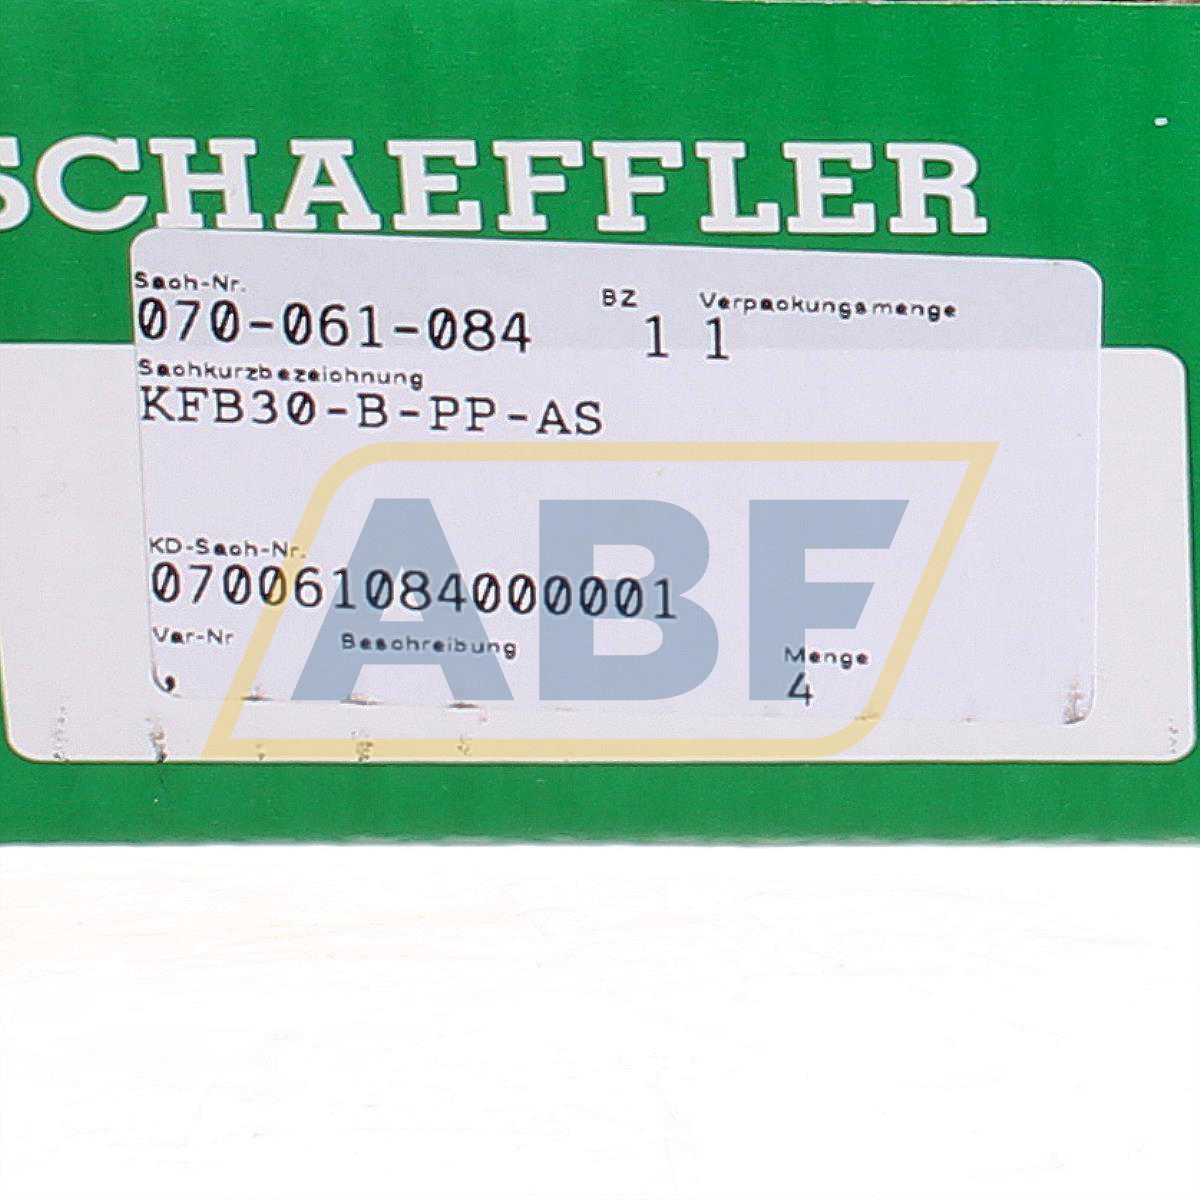 SCHAEFFLER
Sach-Nr. BZ Verpackungsmenge
070-061-084 1 1
Sachkurzbezeichnung
KFB30-B-PP-AS
KD-Sach-Nr.
070061084000001
Var-Nr Beschreibung Menge
4
ABF